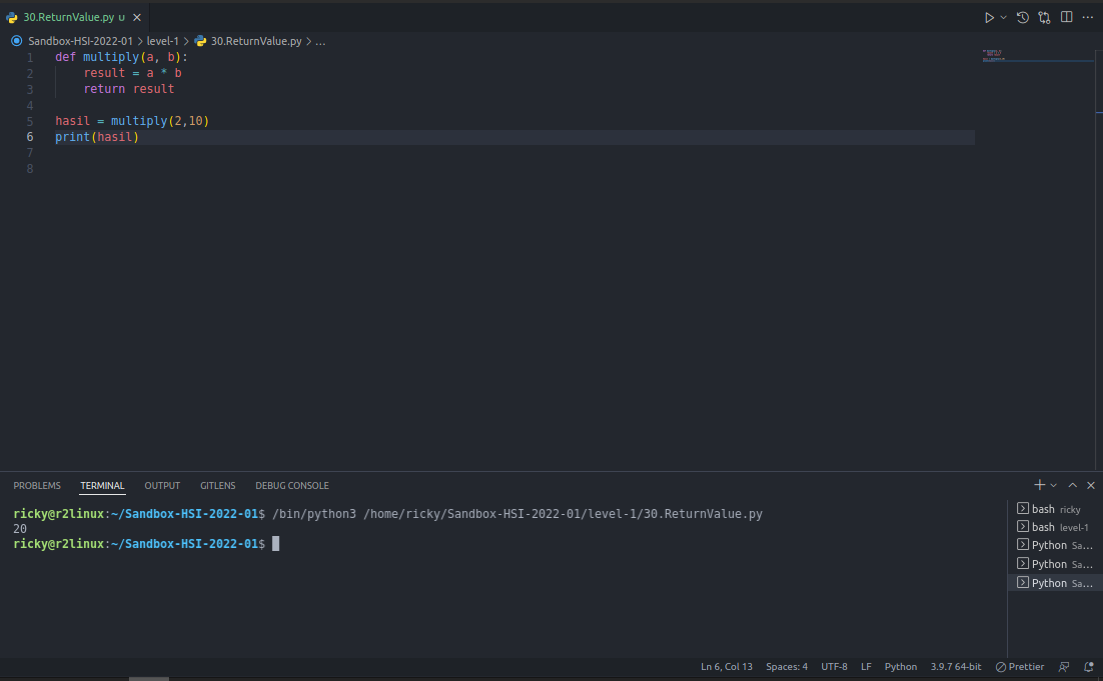 30.ReturnValue.py U
Sandbox-HSI-2022-01 > level-1 > 30.ReturnValue.py > ...
1 def multiply(a, b):
2     result = a * b
3     return result
4
5 hasil = multiply(2,10)
6 print(hasil)
7
8
PROBLEMS TERMINAL OUTPUT GITLENS DEBUG CONSOLE
ricky@r2linux:~/Sandbox-HSI-2022-01$ /bin/python3 /home/ricky/Sandbox-HSI-2022-01/level-1/30.ReturnValue.py
20
ricky@r2linux:~/Sandbox-HSI-2022-01$
bash ricky
bash level-1
Python Sa...
Python Sa...
Python Sa...
Ln 6, Col 13 Spaces: 4 UTF-8 LF Python 3.9.7 64-bit Prettier